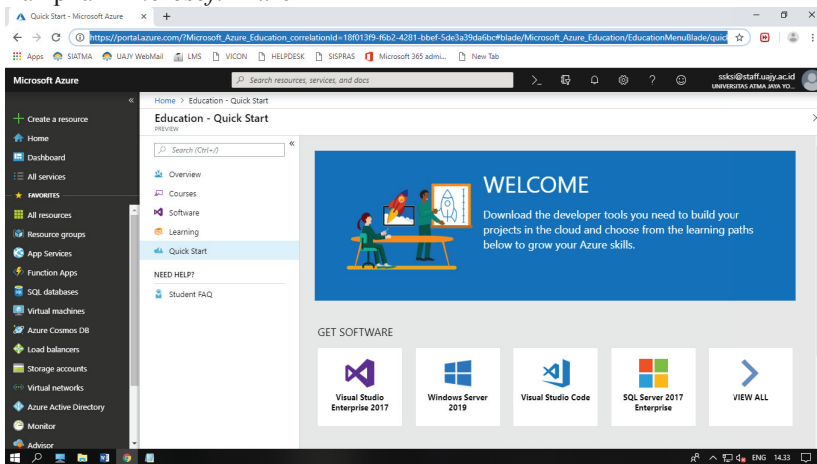 Quick Start - Microsoft Azure
https://portal.azure.com/?Microsoft_Azure_Education_correlationId=18f013f9-f6b2-4281-bbef-5de3a39da6bc#blade/Microsoft_Azure_Education/EducationMenuBlade/quic
Apps SIATMA UAJY WebMail LMS VICON HELPDESK SISPRAS Microsoft 365 admi... New Tab
Microsoft Azure
Search resources, services, and docs
ssksi@staff.uajy.ac.id
UNIVERSITAS ATMA JAYA YO...
Create a resource
Home
Dashboard
All services
FAVORITES
All resources
Resource groups
App Services
Function Apps
SQL databases
Virtual machines
Azure Cosmos DB
Load balancers
Storage accounts
Virtual networks
Azure Active Directory
Monitor
Advisor
Home > Education - Quick Start
Education - Quick Start
PREVIEW
Search (Ctrl+/)
Overview
Courses
Software
Learning
Quick Start
NEED HELP?
Student FAQ
WELCOME
Download the developer tools you need to build your
projects in the cloud and choose from the learning paths
below to grow your Azure skills.
GET SOFTWARE
Visual Studio
Enterprise 2017
Windows Server
2019
Visual Studio Code
SQL Server 2017
Enterprise
VIEW ALL
ENG 14.33